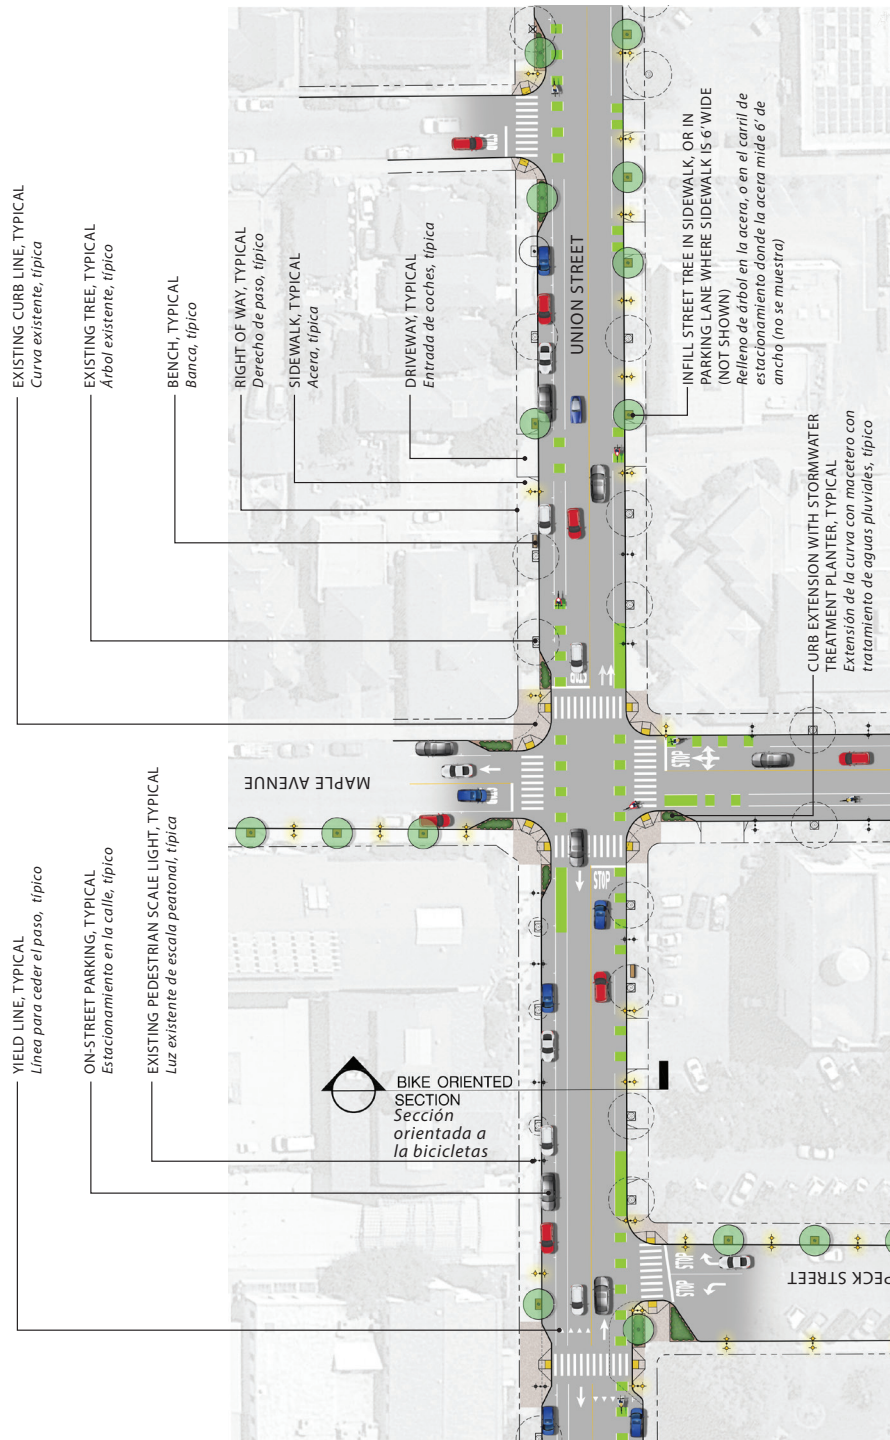 YIELD LINE, TYPICAL
Línea para ceder el paso, típico
ON-STREET PARKING, TYPICAL
Estacionamiento en la calle, típico
EXISTING PEDESTRIAN SCALE LIGHT, TYPICAL
Luz existente de escala peatonal, típica
EXISTING CURB LINE, TYPICAL
Curva existente, típica
EXISTING TREE, TYPICAL
Árbol existente, típico
BENCH, TYPICAL
Banca, típico
RIGHT OF WAY, TYPICAL
Derecho de paso, típico
SIDEWALK, TYPICAL
Acera, típica
DRIVEWAY, TYPICAL
Entrada de coches, típica
BIKE ORIENTED
SECTION
Sección
orientada a
la bicicletas
MAPLE AVENUE
UNION STREET
PECK STREET
STOP
STOP
STOP
STOP
STOP
STOP
STOP
INFILL STREET TREE IN SIDEWALK, OR IN
PARKING LANE WHERE SIDEWALK IS 6' WIDE
(NOT SHOWN)
Relleno de árbol en la acera, o en el carril de
estacionamiento donde la acera mide 6' de
ancho (no se muestra)
CURB EXTENSION WITH STORMWATER
TREATMENT PLANTER, TYPICAL
Extensión de la curva con macetero con
tratamiento de aguas pluviales, típico